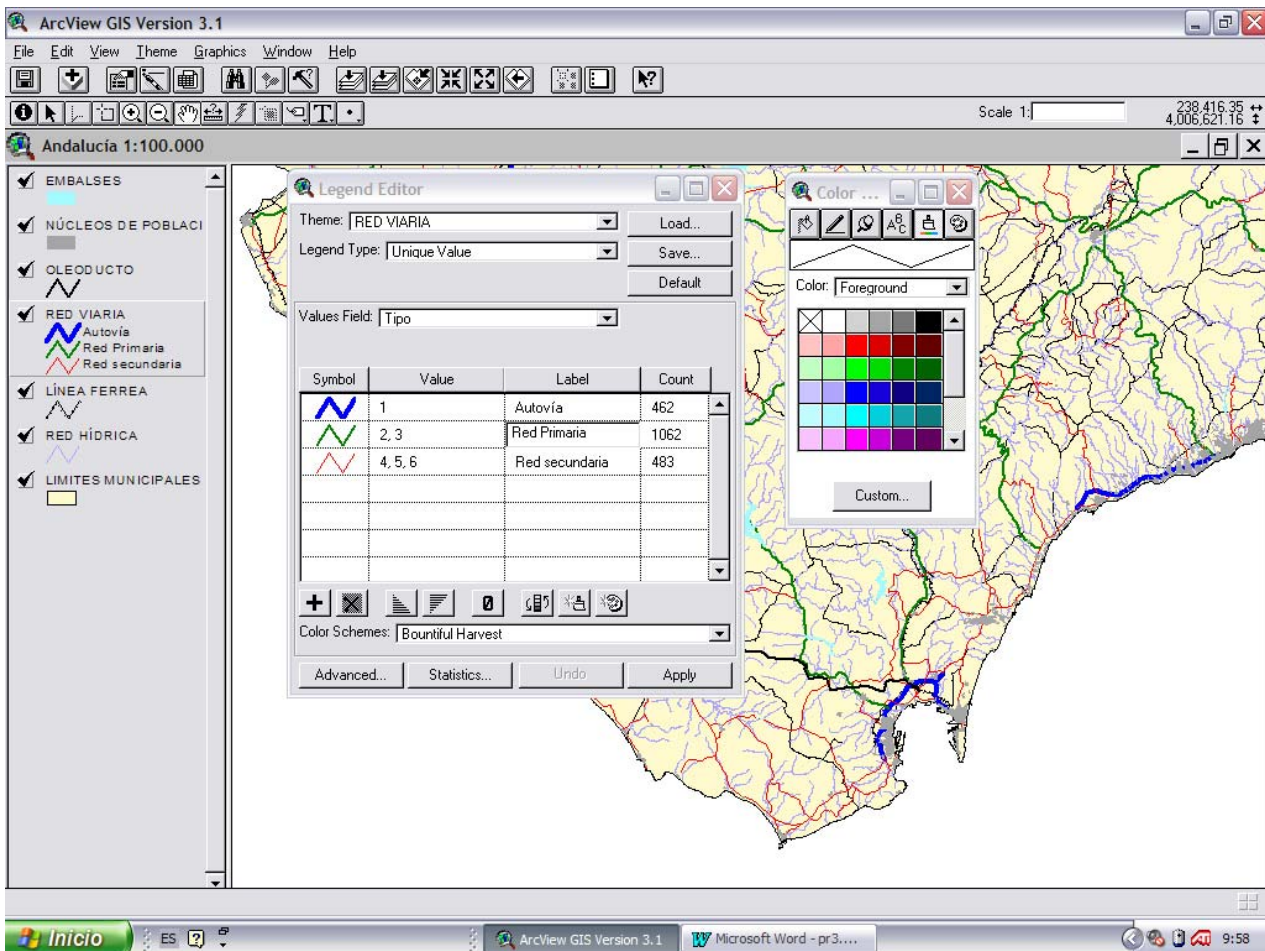 ArcView GIS Version 3.1
File Edit View Theme Graphics Window Help
Scale 1:
238,416.35
4,006,621.16
Andalucía 1:100.000
EMBALSES
NÚCLEOS DE POBLACI
OLEODUCTO
RED VIARIA
Autovía
Red Primaria
Red secundaria
LÍNEA FERREA
RED HÍDRICA
LIMITES MUNICIPALES
Legend Editor
Theme: RED VIARIA
Load...
Legend Type: Unique Value
Save...
Default
Values Field: Tipo
Symbol Value Label Count
1 Autovía 462
2, 3 Red Primaria 1062
4, 5, 6 Red secundaria 483
Color Schemes: Bountiful Harvest
Advanced... Statistics... Undo Apply
Color ...
Color: Foreground
Custom...
Inicio
ES
ArcView GIS Version 3.1
Microsoft Word - pr3....
9:58